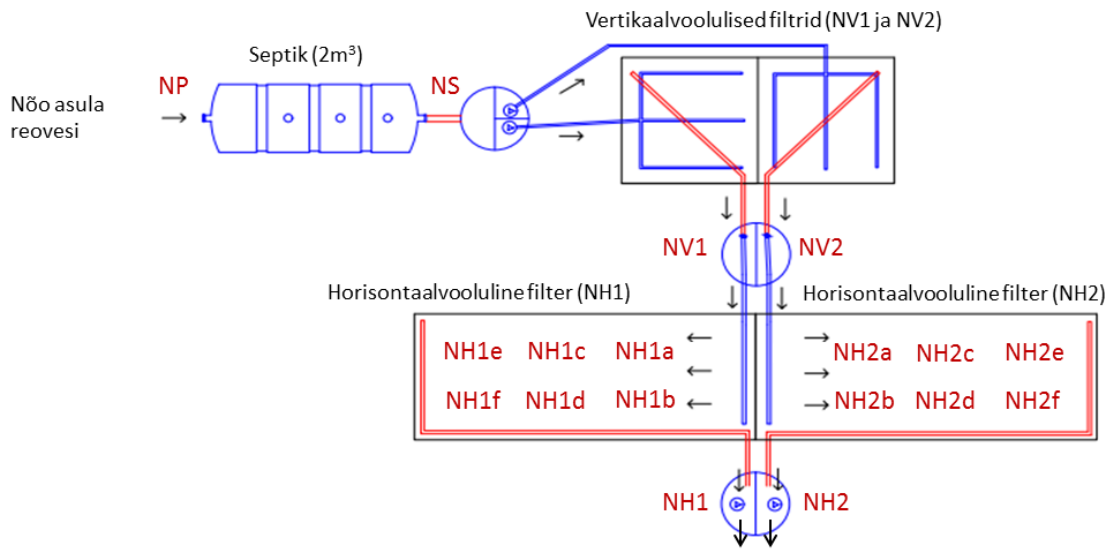 Vertikaalvoolulised filtrid (NV1 ja NV2)
Septik (2m³)
NP
NS
Nõo asula
reovesi
NV1
NV2
Horisontaalvooluline filter (NH1)
Horisontaalvooluline filter (NH2)
NH1e NH1c NH1a
NH2a NH2c NH2e
NH1f NH1d NH1b
NH2b NH2d NH2f
NH1
NH2